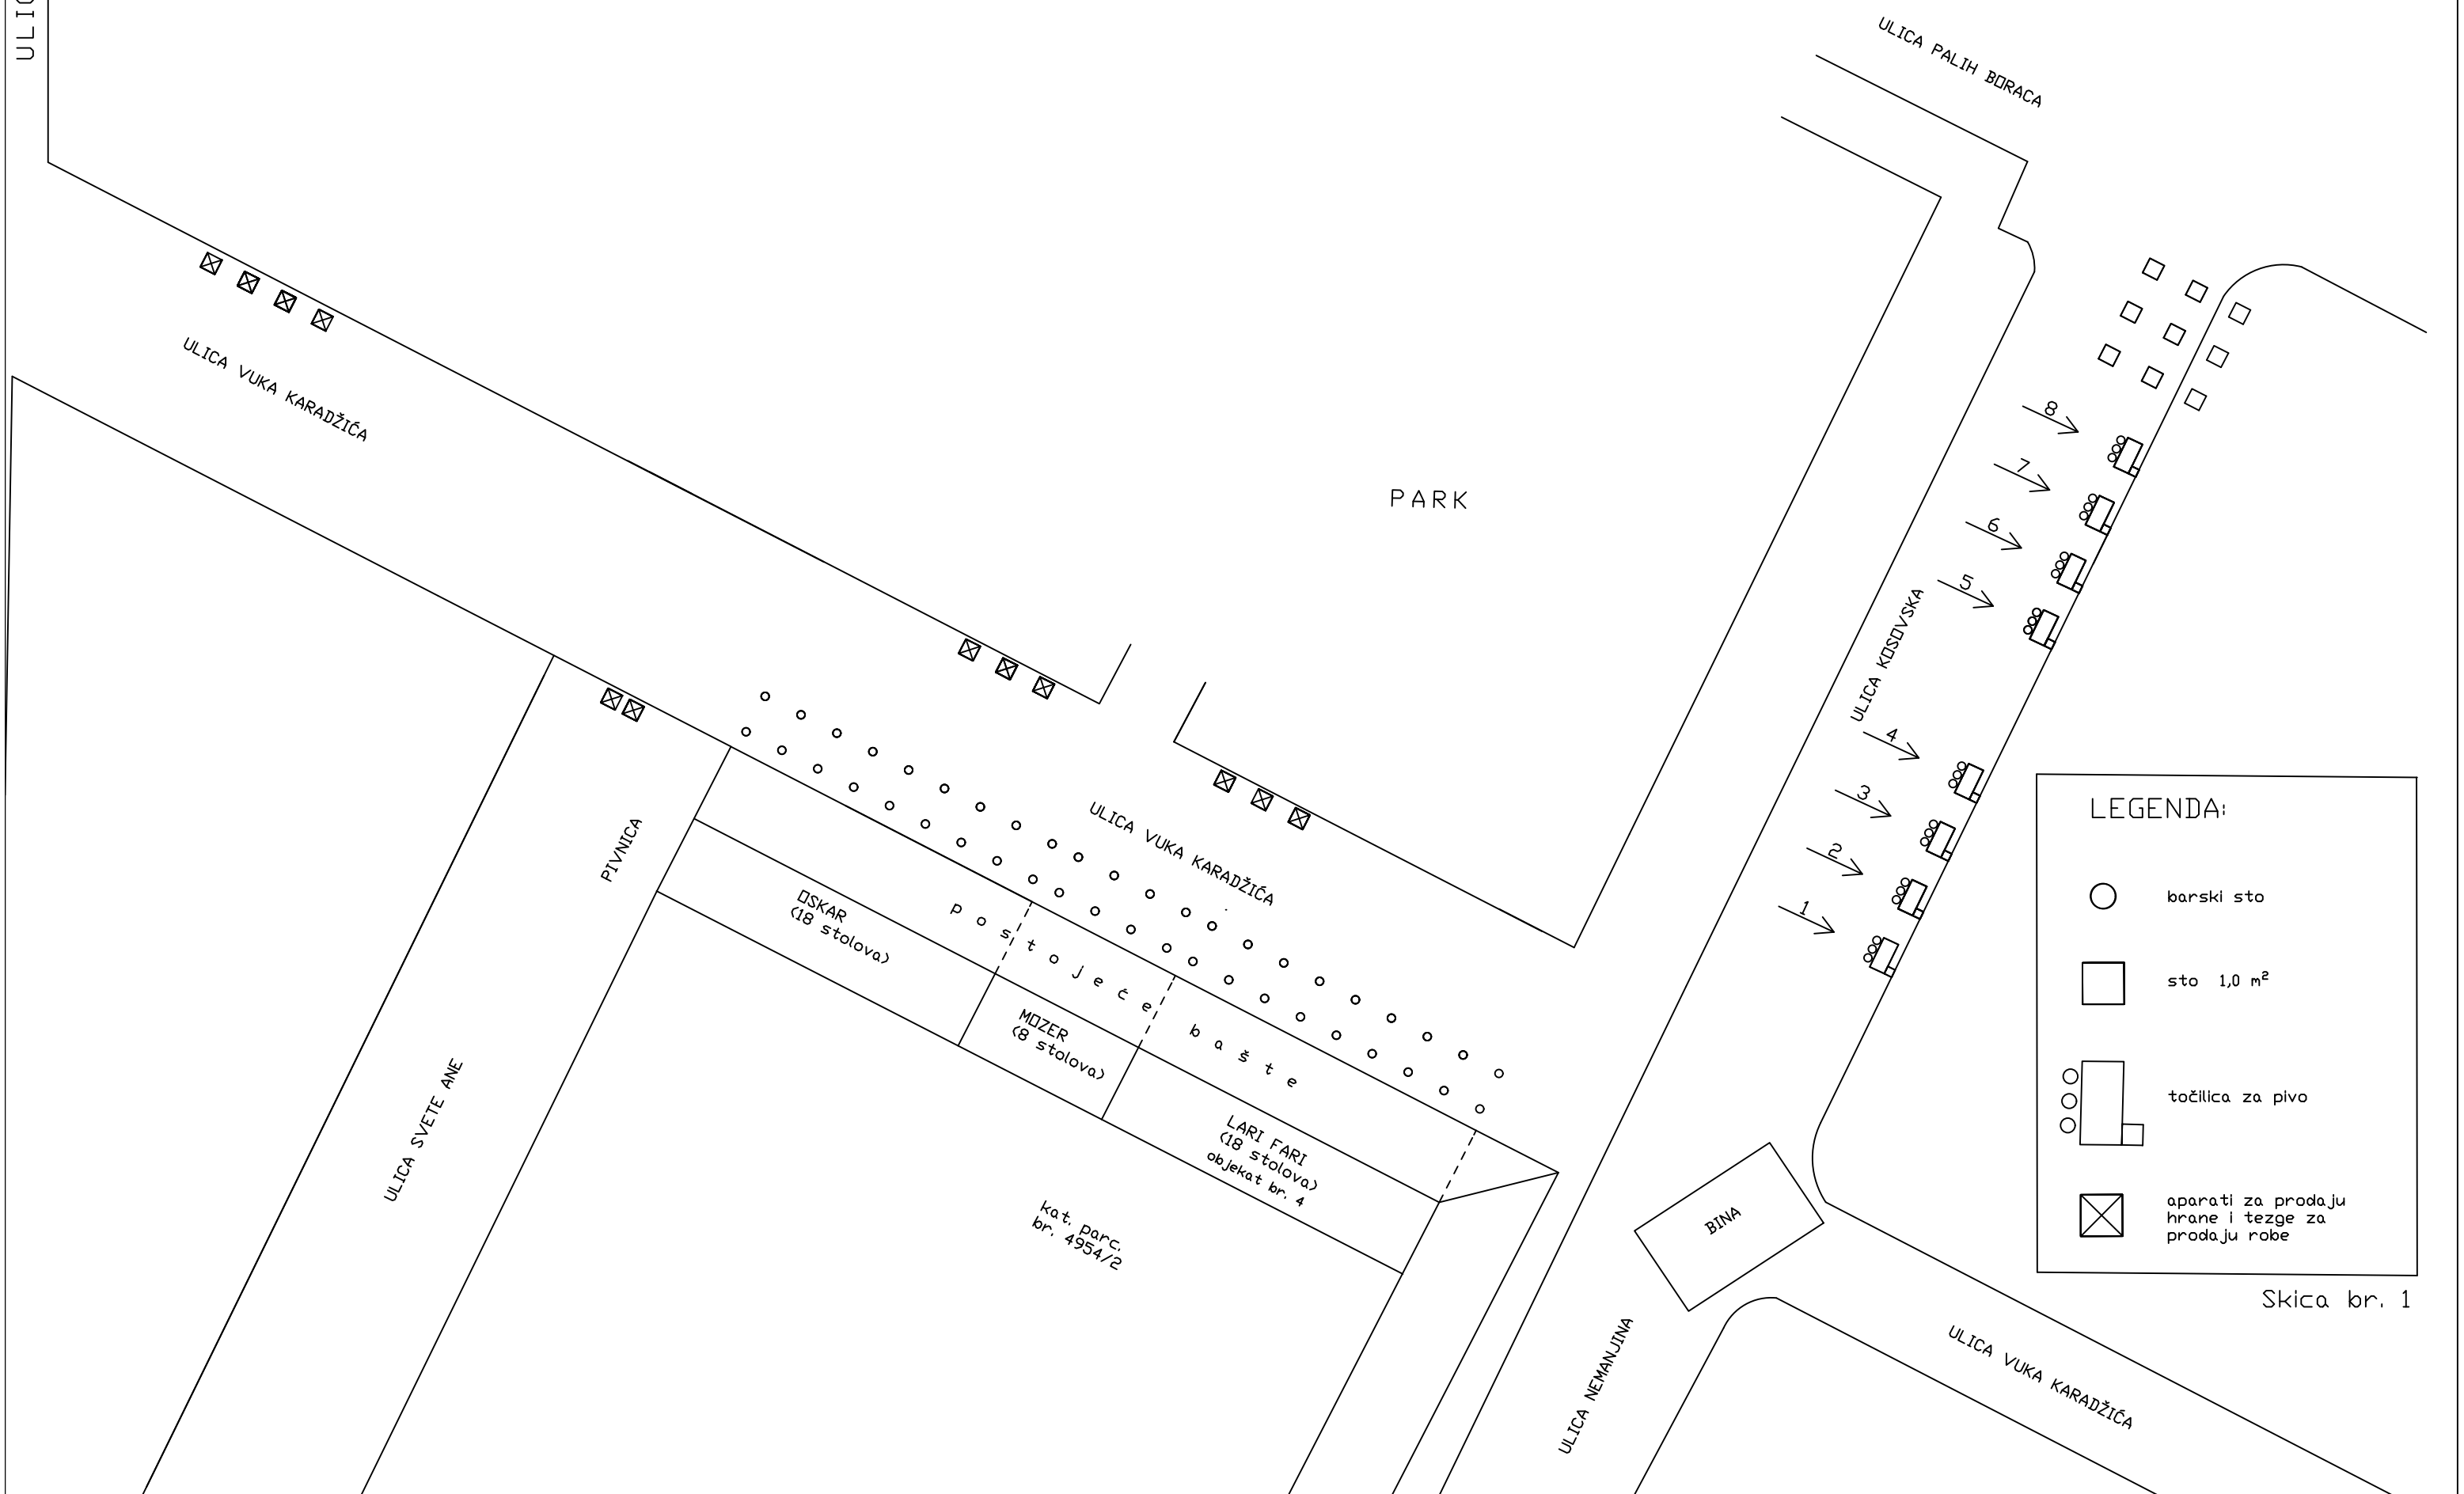 ULIC
ULICA PALIH BORACA
ULICA VUKA KARADŽIĆA
PARK
8
7
6
5
ULICA KOSOVSKA
4
3
2
1
PIVNICA
ULICA VUKA KARADŽIĆA
OSKAR
(18 stolova)
Postojeće bašte
MOZER
(8 stolova)
LARI FARI
(18 stolova)
objekat br. 4
ULICA SVETE ANE
kat. parc.
br. 4954/2
BINA
ULICA NEMANJINA
ULICA VUKA KARADŽIĆA
LEGENDA:
barski sto
sto 1,0 m²
točilica za pivo
aparati za prodaju
hrane i tezge za
prodaju robe
Skica br. 1